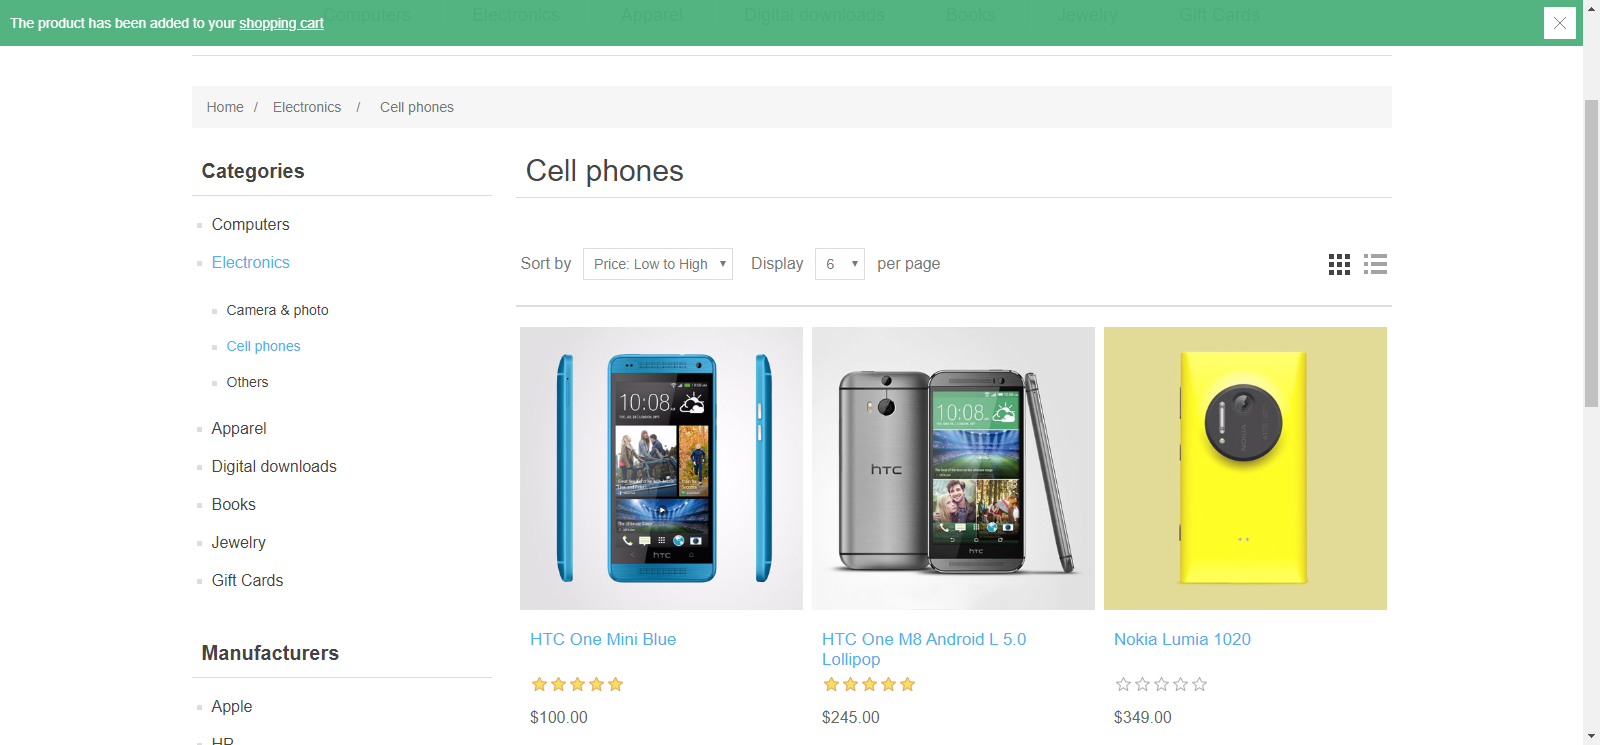 The product has been added to your shopping cart
Computers Electronics Apparel Digital downloads Books Jewelry Gift Cards
Home / Electronics / Cell phones
Categories
Computers
Electronics
Camera & photo
Cell phones
Others
Apparel
Digital downloads
Books
Jewelry
Gift Cards
Manufacturers
Apple
HP
Cell phones
Sort by Price: Low to High Display 6 per page
10:08
hTC
10:08
hTC
hTC
NOKIA
HTC One Mini Blue
$100.00
HTC One M8 Android L 5.0
Lollipop
$245.00
Nokia Lumia 1020
$349.00